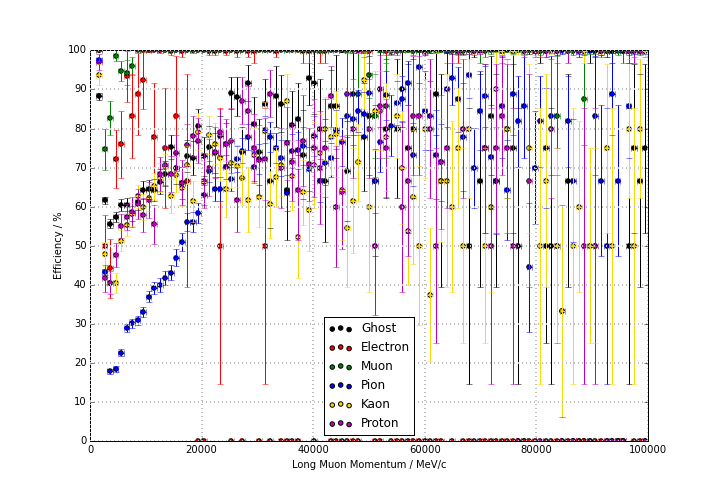 100
90
80
70
60
50
40
30
20
10
0
Efficiency / %
Ghost
Electron
Muon
Pion
Kaon
Proton
0
20000
40000
60000
80000
100000
Long Muon Momentum / MeV/c